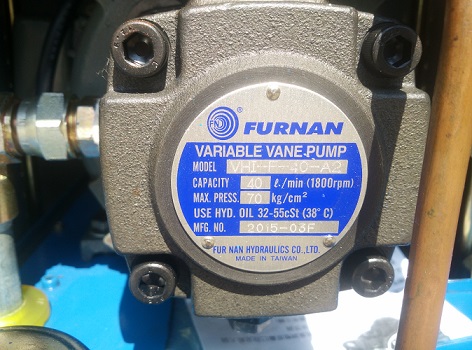 FURNAN
VARIABLE VANE-PUMP
MODEL VHI-F-40-A2
CAPACITY 40 ℓ/min (1800rpm)
MAX. PRESS. 70 kg/cm²
USE HYD. OIL 32-55cSt (38°C)
MFG. NO. 2015-03F
FUR NAN HYDRAULICS CO., LTD.
MADE IN TAIWAN